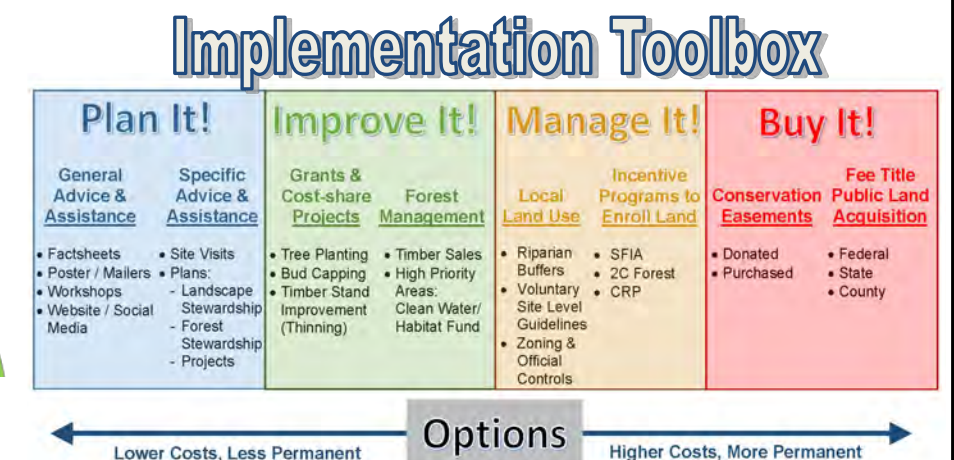 Implementation Toolbox
Plan It!
General
Advice &
Assistance
• Factsheets
• Poster / Mailers
• Workshops
• Website / Social
Media
Specific
Advice &
Assistance
• Site Visits
• Plans:
- Landscape
Stewardship
- Forest
Stewardship
- Projects
Improve It!
Grants &
Cost-share
Projects
• Tree Planting
• Bud Capping
• Timber Stand
Improvement
(Thinning)
Forest
Management
• Timber Sales
• High Priority
Areas:
Clean Water/
Habitat Fund
Manage It!
Local
Land Use
• Riparian
Buffers
• Voluntary
Site Level
Guidelines
• Zoning &
Official
Controls
Incentive
Programs to
Enroll Land
• SFIA
• 2C Forest
• CRP
Buy It!
Conservation
Easements
• Donated
• Purchased
Fee Title
Public Land
Acquisition
• Federal
• State
• County
Options
Lower Costs, Less Permanent
Higher Costs, More Permanent